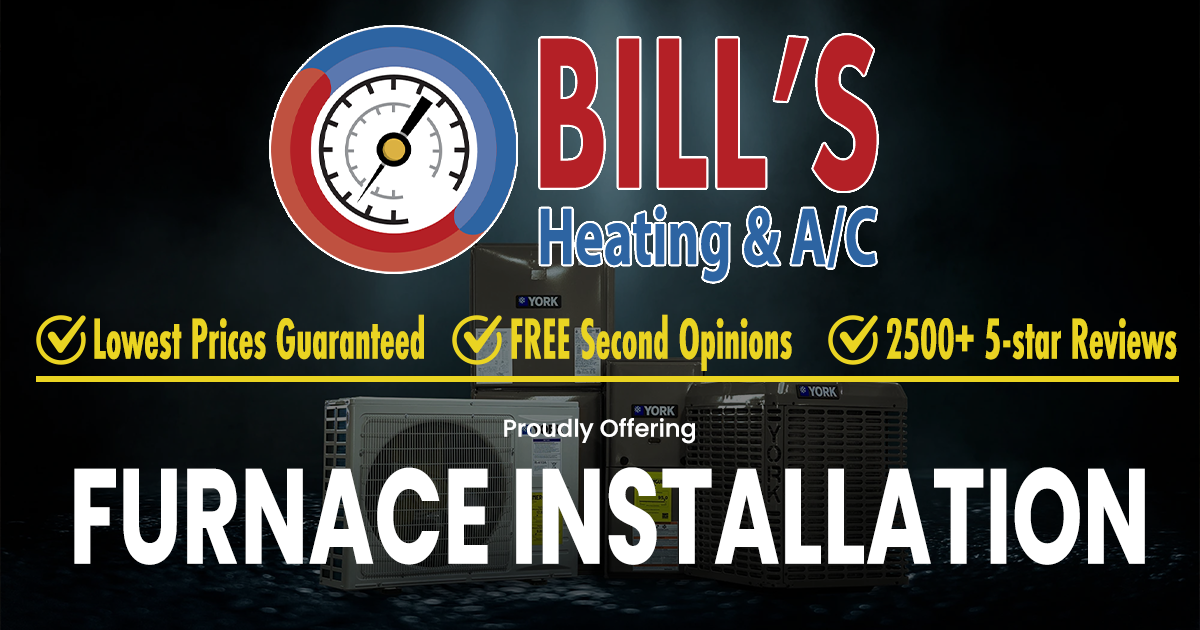 BILL'S
Heating & A/C
YORK
Lowest Prices Guaranteed FREE Second Opinions 2500+ 5-star Reviews
YORK
YORK
Proudly Offering
YORK
FURNACE INSTALLATION